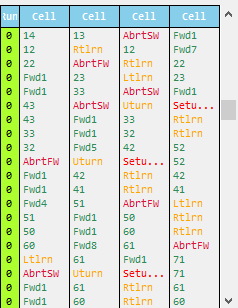 Run Cell Cell Cell Cell
0 14 13 AbrtSW Fwd1
0 12 Rtlrn 12 Fwd7
0 22 AbrtFW Rtlrn 22
0 Fwd1 23 Ltlrn 23
0 Fwd1 33 AbrtSW Fwd1
0 43 AbrtSW Uturn Setu...
0 43 Fwd1 33 Rtlrn
0 33 Fwd1 32 Rtlrn
0 32 Fwd5 42 52
0 AbrtFW Uturn Setu... 52
0 Fwd1 42 Rtlrn 42
0 Fwd1 41 Rtlrn 41
0 Fwd4 51 AbrtFW Ltlrn
0 51 Fwd1 50 Rtlrn
0 50 Fwd1 60 Rtlrn
0 60 Fwd8 61 AbrtFW
0 Ltlrn 61 Fwd1 71
0 AbrtSW Uturn Setu... 71
0 Fwd1 61 Rtlrn 61
0 Fwd1 60 Rtlrn 60